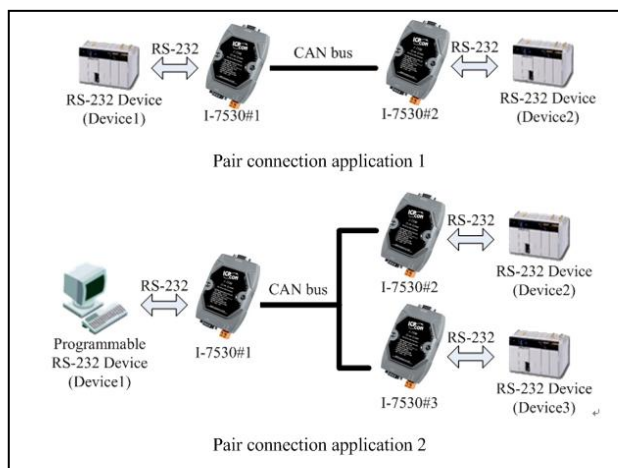 RS-232
CAN bus
RS-232
RS-232 Device
(Device1)
I-7530#1
I-7530#2
RS-232 Device
(Device2)
Pair connection application 1
RS-232
RS-232 Device
(Device2)
I-7530#2
RS-232
CAN bus
Programmable
RS-232 Device
(Device1)
I-7530#1
RS-232
RS-232 Device
(Device3)
I-7530#3
Pair connection application 2